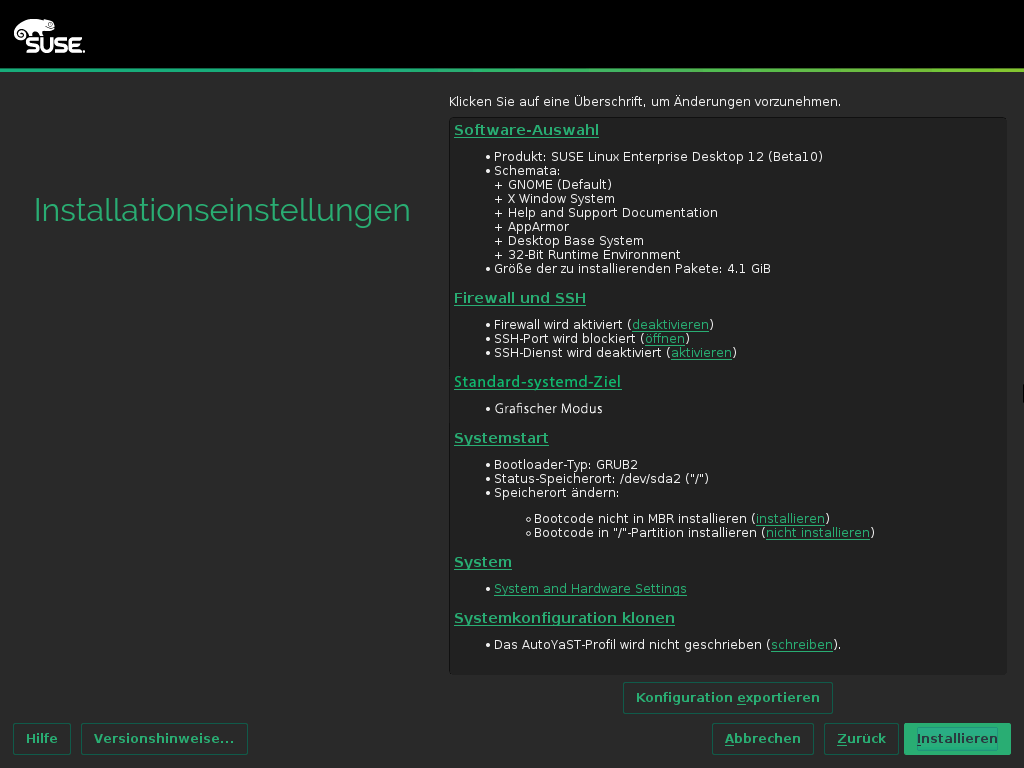 SUSE.
Klicken Sie auf eine Überschrift, um Änderungen vorzunehmen.
Installationseinstellungen
Software-Auswahl
• Produkt: SUSE Linux Enterprise Desktop 12 (Beta10)
• Schemata:
+ GNOME (Default)
+ X Window System
+ Help and Support Documentation
+ AppArmor
+ Desktop Base System
+ 32-Bit Runtime Environment
• Größe der zu installierenden Pakete: 4.1 GiB
Firewall und SSH
• Firewall wird aktiviert (deaktivieren)
• SSH-Port wird blockiert (öffnen)
• SSH-Dienst wird deaktiviert (aktivieren)
Standard-systemd-Ziel
• Grafischer Modus
Systemstart
• Bootloader-Typ: GRUB2
• Status-Speicherort: /dev/sda2 ("/")
• Speicherort ändern:
◦ Bootcode nicht in MBR installieren (installieren)
◦ Bootcode in "/"-Partition installieren (nicht installieren)
System
• System and Hardware Settings
Systemkonfiguration klonen
• Das AutoYaST-Profil wird nicht geschrieben (schreiben).
Konfiguration exportieren
Hilfe Versionshinweise... Abbrechen Zurück Installieren